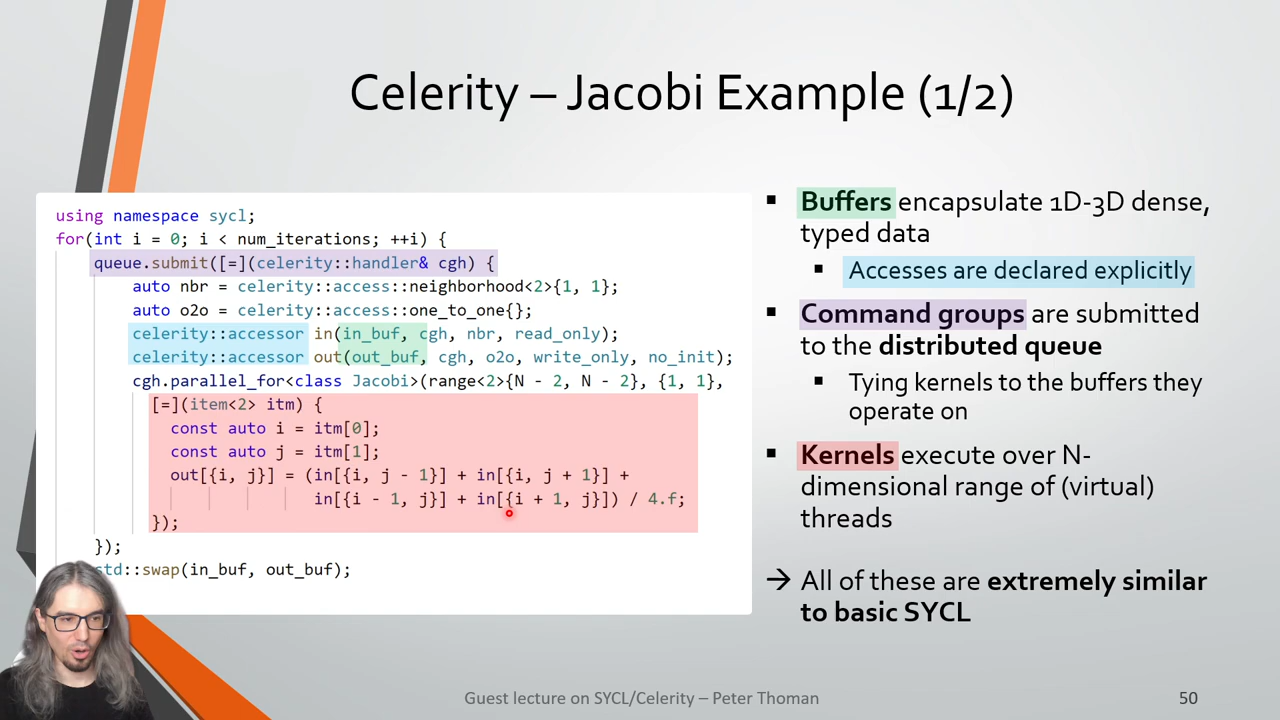 Celerity – Jacobi Example (1/2)
using namespace sycl;
for(int i = 0; i < num_iterations; ++i) {
queue.submit([=](celerity::handler& cgh) {
auto nbr = celerity::access::neighborhood<2>{1, 1};
auto o2o = celerity::access::one_to_one{};
celerity::accessor in(in_buf, cgh, nbr, read_only);
celerity::accessor out(out_buf, cgh, o2o, write_only, no_init);
cgh.parallel_for<class Jacobi>(range<2>{N - 2, N - 2}, {1, 1},
[=](item<2> itm) {
const auto i = itm[0];
const auto j = itm[1];
out[{i, j}] = (in[{i, j - 1}] + in[{i, j + 1}] +
in[{i - 1, j}] + in[{i + 1, j}]) / 4.f;
});
});
std::swap(in_buf, out_buf);
▪ Buffers encapsulate 1D-3D dense,
typed data
▪ Accesses are declared explicitly
▪ Command groups are submitted
to the distributed queue
▪ Tying kernels to the buffers they
operate on
▪ Kernels execute over N-
dimensional range of (virtual)
threads
→ All of these are extremely similar
to basic SYCL
Guest lecture on SYCL/Celerity – Peter Thoman
50